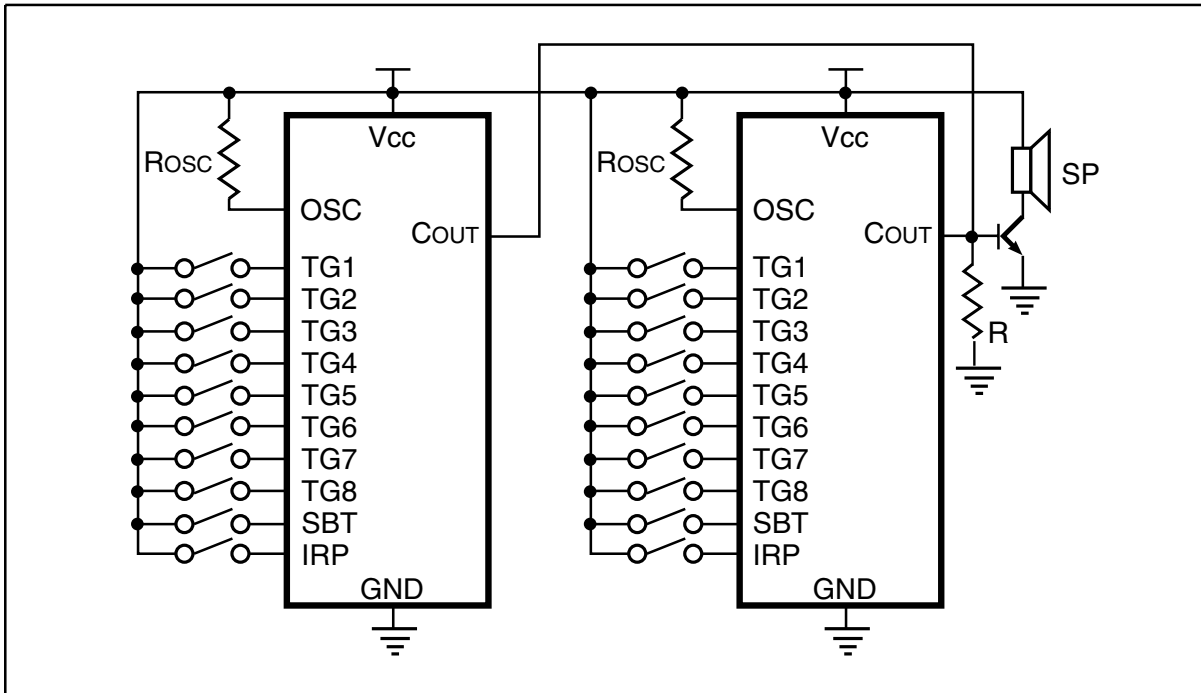 Vcc
ROSC
OSC
COUT
TG1
TG2
TG3
TG4
TG5
TG6
TG7
TG8
SBT
IRP
GND
Vcc
ROSC
OSC
COUT
TG1
TG2
TG3
TG4
TG5
TG6
TG7
TG8
SBT
IRP
GND
SP
R